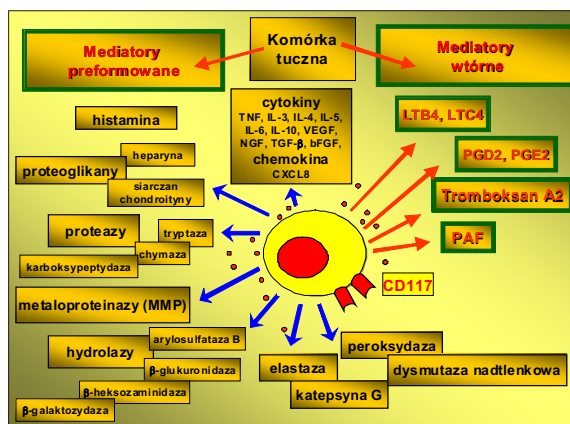 Mediatory
preformowane
Komórka
tuczna
Mediatory
wtórne
histamina
cytokiny
TNF, IL-3, IL-4, IL-5,
IL-6, IL-10, VEGF,
NGF, TGF-β, bFGF,
chemokina
CXCL8
LTB4, LTC4
heparyna
proteoglikany
siarczan
chondroityny
PGD2, PGE2
Tromboksan A2
proteazy
tryptaza
chymaza
karboksypeptydaza
PAF
CD117
metaloproteinazy (MMP)
arylosulfataza B
hydrolazy
β-glukuronidaza
β-heksozaminidaza
β-galaktozydaza
peroksydaza
elastaza
dysmutaza nadtlenkowa
katepsyna G